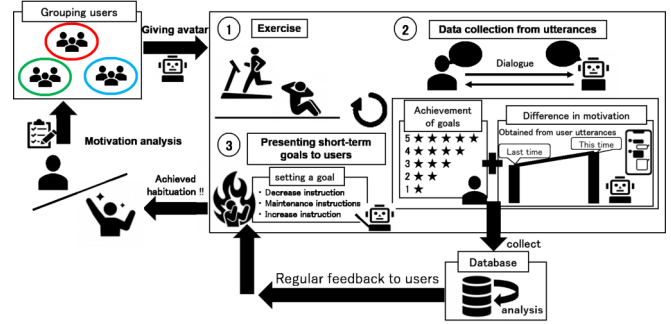 Grouping users
Giving avatar
Motivation analysis
Achieved
habituation !!
1
Exercise
2
Data collection from utterances
Dialogue
Achievement
of goals
5 ★★★★★
4 ★★★★
3 ★★★
2 ★★
1 ★
Difference in motivation
Obtained from user utterances
Last time
This time
3
Presenting short-term
goals to users
setting a goal
・ Decrease instruction
・ Maintenance instructions
・ Increase instruction
collect
Database
analysis
Regular feedback to users